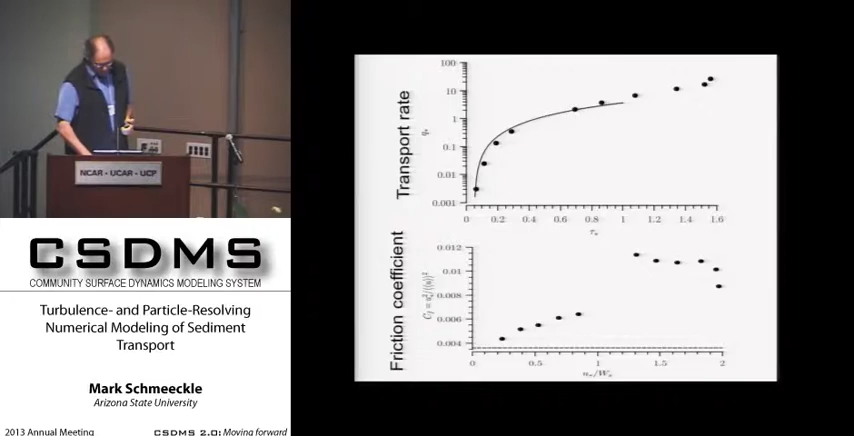 NCAR - UCAR - UCP
CSDMS
COMMUNITY SURFACE DYNAMICS MODELING SYSTEM
Turbulence- and Particle-Resolving
Numerical Modeling of Sediment
Transport
Mark Schmeeckle
Arizona State University
2013 Annual Meeting
CSDMS 2.0: Moving forward
Transport rate
100
10
1
0.1
0.01
0.001
0
0.2
0.4
0.6
0.8
1
1.2
1.4
1.6
τ*
Friction coefficient
0.012
0.01
0.008
0.006
0.004
0
0.5
1
1.5
2